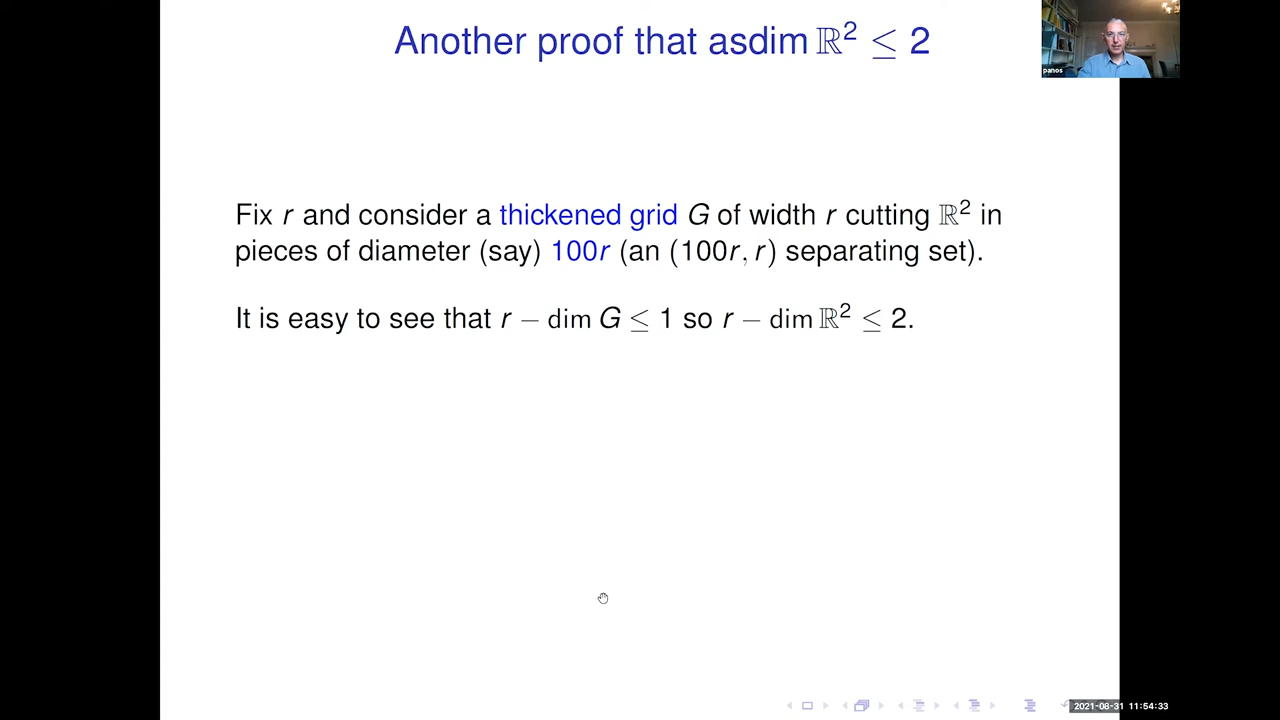 Another proof that asdim ℝ² ≤ 2
panos
Fix r and consider a thickened grid G of width r cutting ℝ² in
pieces of diameter (say) 100r (an (100r, r) separating set).
It is easy to see that r − dim G ≤ 1 so r − dim ℝ² ≤ 2.
2021-08-31 11:54:33